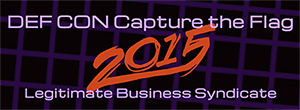 DEF CON Capture the Flag
2015
Legitimate Business Syndicate